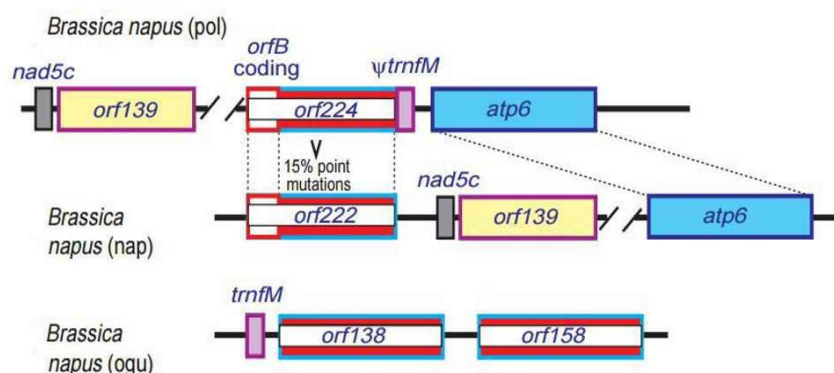 Brassica napus (pol)
orfB
coding
nad5c
ψtrnfM
orf139
orf224
atp6
15% point
mutations
nad5c
Brassica
napus (nap)
orf222
orf139
atp6
trnfM
Brassica
napus (ogu)
orf138
orf158